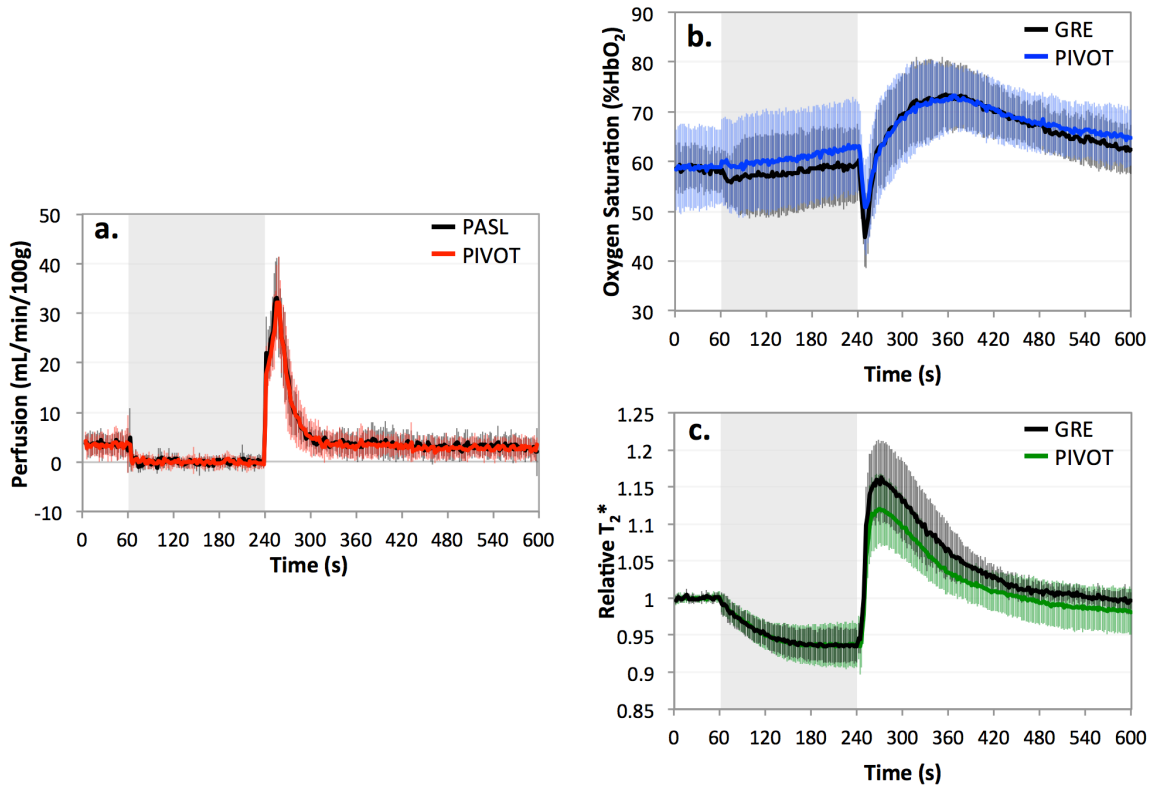 a.
PASL
PIVOT
Perfusion (mL/min/100g)
50
40
30
20
10
0
-10
0 60 120 180 240 300 360 420 480 540 600
Time (s)
b.
GRE
PIVOT
Oxygen Saturation (%HbO₂)
90
80
70
60
50
40
30
0 60 120 180 240 300 360 420 480 540 600
Time (s)
c.
GRE
PIVOT
Relative T₂*
1.25
1.2
1.15
1.1
1.05
1
0.95
0.9
0.85
0 60 120 180 240 300 360 420 480 540 600
Time (s)